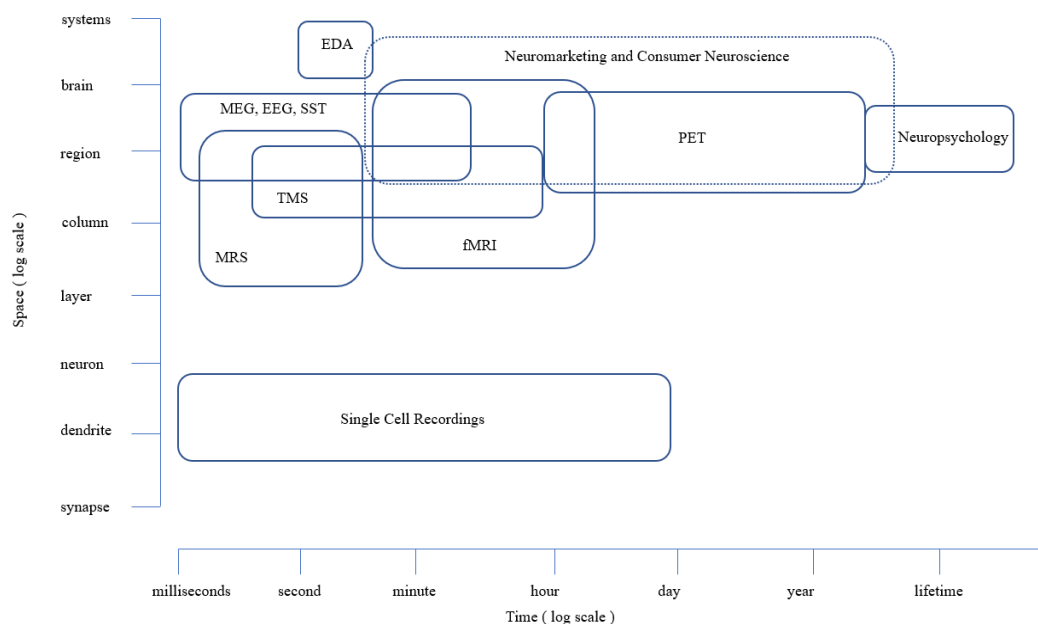 systems
EDA
Neuromarketing and Consumer Neuroscience
brain
MEG, EEG, SST
PET
Neuropsychology
region
TMS
column
fMRI
MRS
layer
Space ( log scale )
neuron
Single Cell Recordings
dendrite
synapse
milliseconds second minute hour day year lifetime
Time ( log scale )